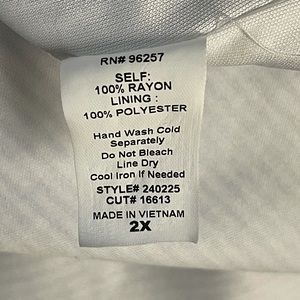 RN# 96257
SELF:
100% RAYON
LINING :
100% POLYESTER
Hand Wash Cold
Separately
Do Not Bleach
Line Dry
Cool Iron If Needed
STYLE# 240225
CUT# 16613
MADE IN VIETNAM
2X